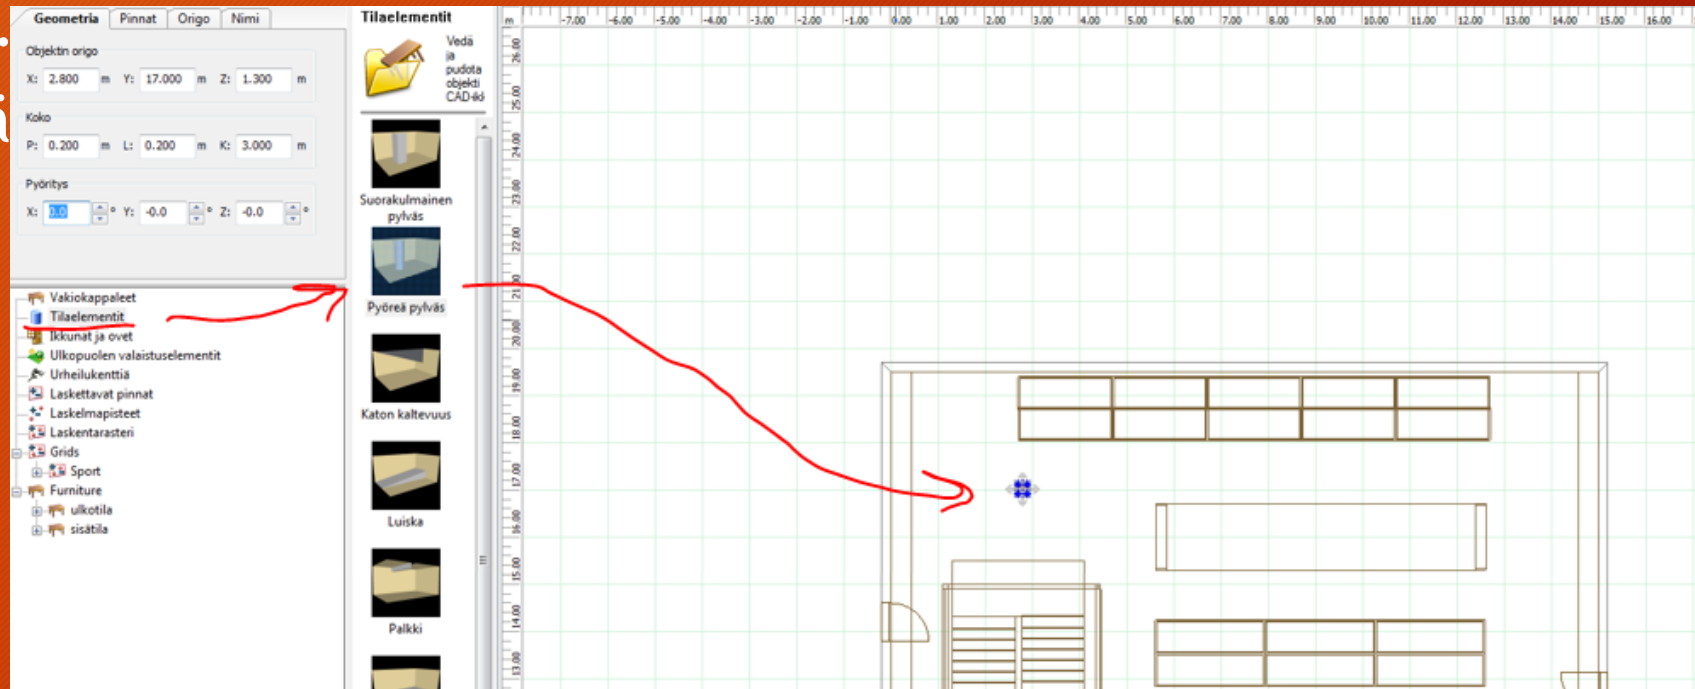 Geometria Pinnat Origo Nimi
Objektin origo
X: 2.800 m Y: 17.000 m Z: 1.300 m
Koko
P: 0.200 m L: 0.200 m K: 3.000 m
Pyöritys
X: 0.0 ° Y: -0.0 ° Z: -0.0 °
Vakiokappaleet
Tilaelementit
Ikkunat ja ovet
Ulkopuolen valaistuselementit
Urheilukenttiä
Laskettavat pinnat
Laskelmapisteet
Laskentarasteri
Grids
Sport
Furniture
ulkotila
sisätila
Tilaelementit
Vedä
ja
pudota
objekti
CAD-ikl
Suorakulmainen
pylväs
Pyöreä pylväs
Katon kaltevuus
Luiska
Palkki
m -7.00 -6.00 -5.00 -4.00 -3.00 -2.00 -1.00 0.00 1.00 2.00 3.00 4.00 5.00 6.00 7.00 8.00 9.00 10.00 11.00 12.00 13.00 14.00 15.00 16.00
26.00
25.00
24.00
23.00
22.00
21.00
20.00
19.00
18.00
17.00
16.00
15.00
14.00
13.00